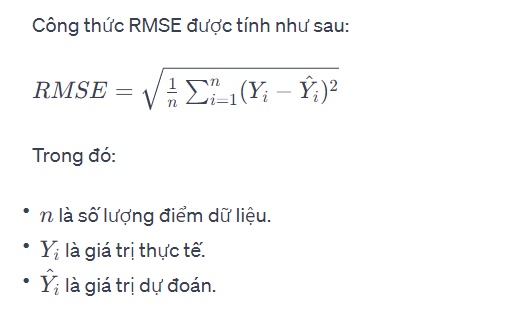 Công thức RMSE được tính như sau:
$RMSE = \sqrt{\frac{1}{n} \sum_{i=1}^{n} (Y_i - \hat{Y}_i)^2}$
Trong đó:
• $n$ là số lượng điểm dữ liệu.
• $Y_i$ là giá trị thực tế.
• $\hat{Y}_i$ là giá trị dự đoán.